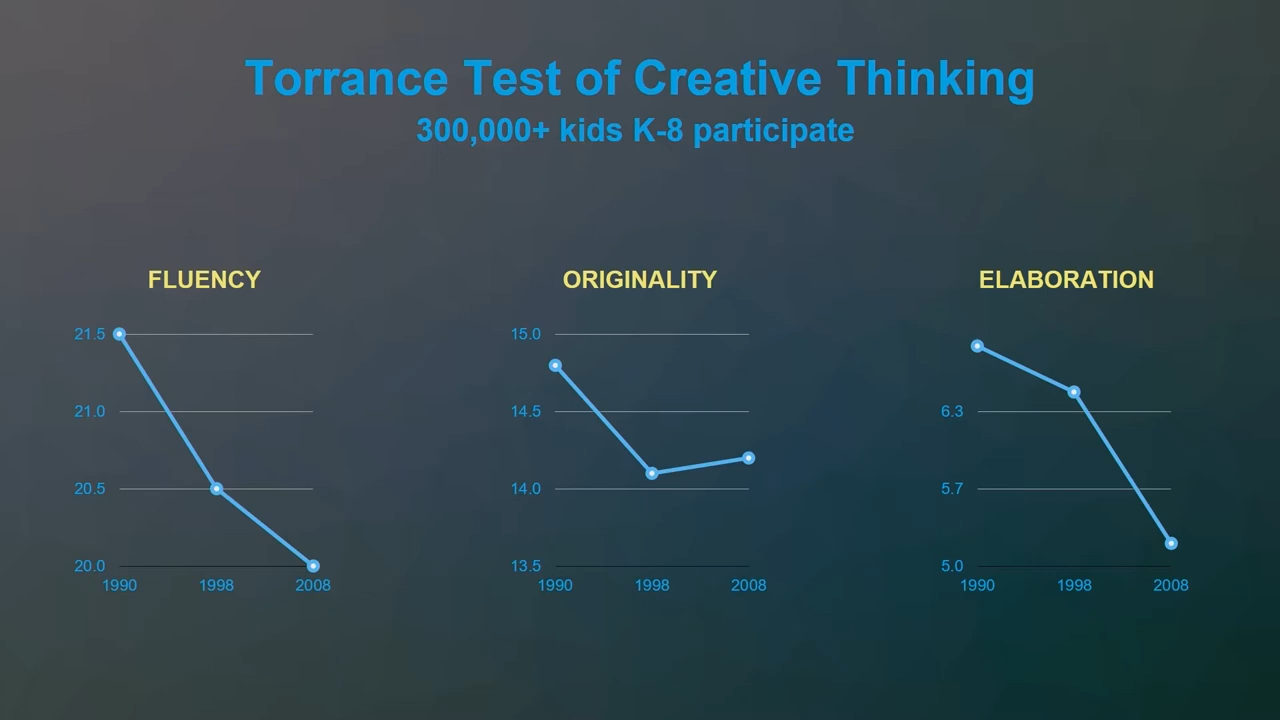 Torrance Test of Creative Thinking
300,000+ kids K-8 participate
FLUENCY
21.5
21.0
20.5
20.0
1990 1998 2008
ORIGINALITY
15.0
14.5
14.0
13.5
1990 1998 2008
ELABORATION
6.3
5.7
5.0
1990 1998 2008